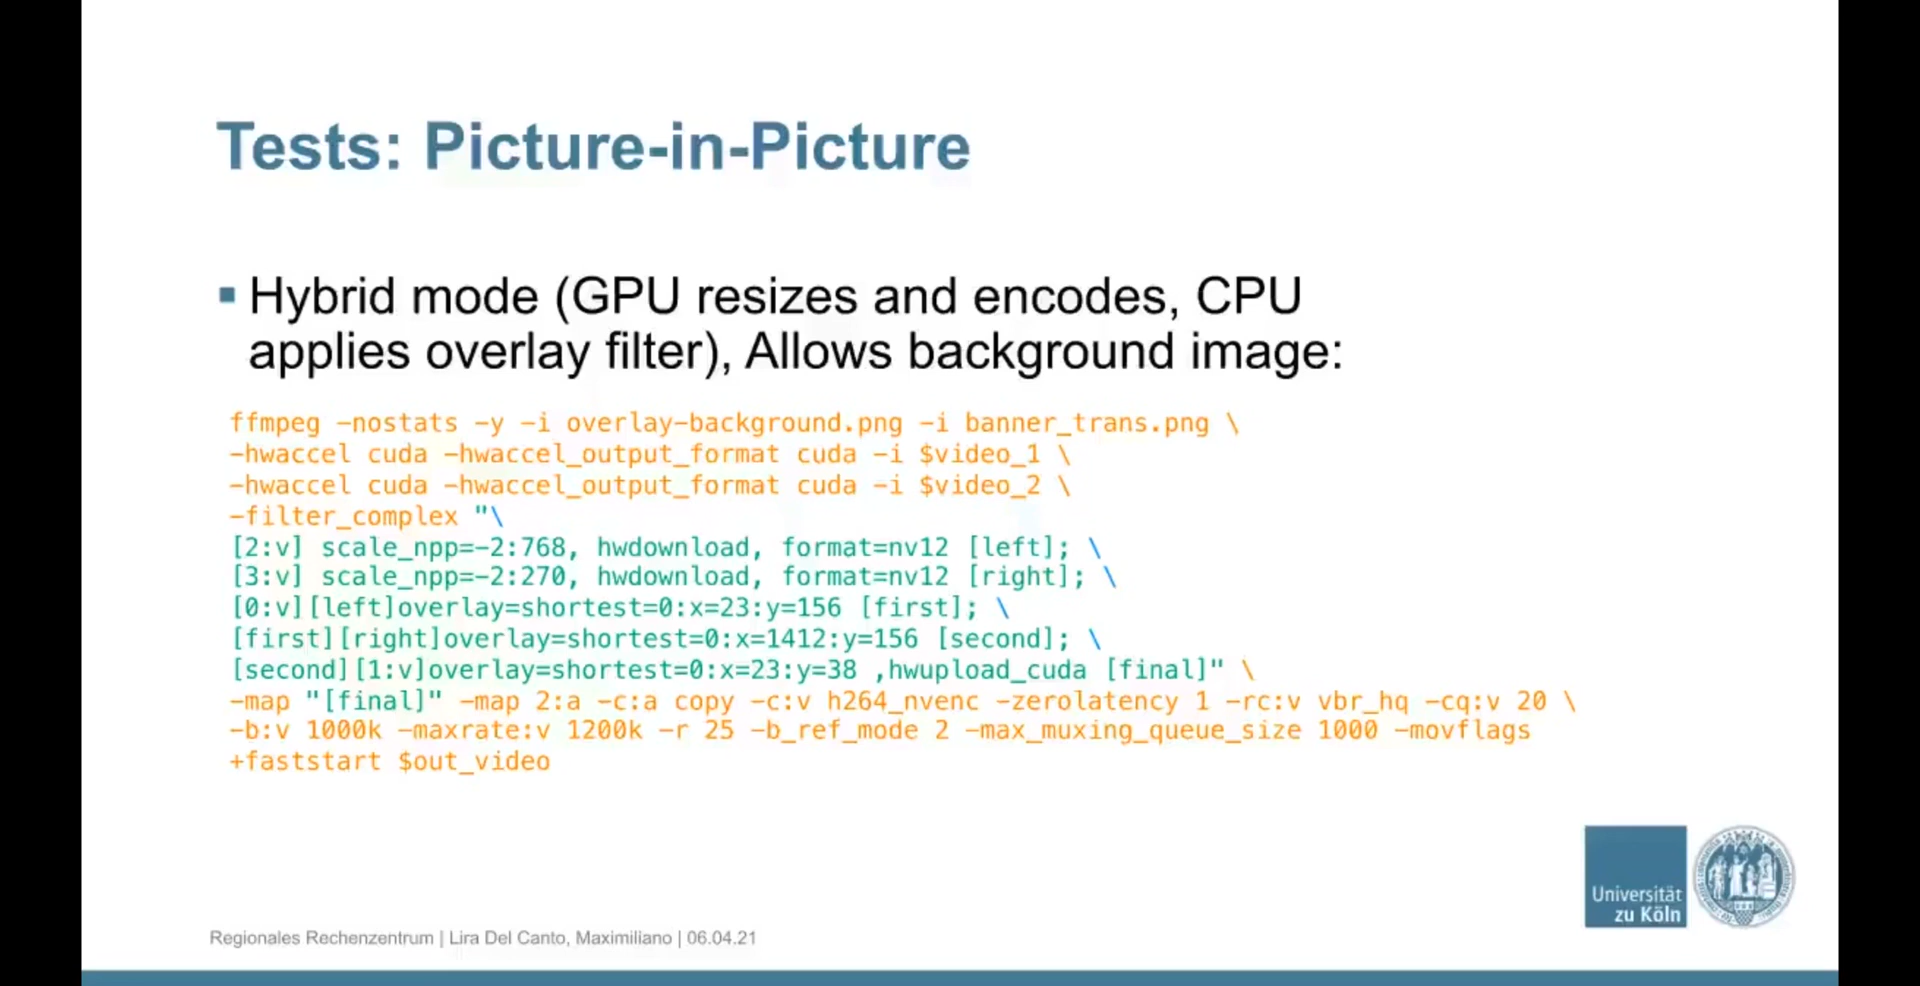 Tests: Picture-in-Picture
▪ Hybrid mode (GPU resizes and encodes, CPU
applies overlay filter), Allows background image:
ffmpeg -nostats -y -i overlay-background.png -i banner_trans.png \
-hwaccel cuda -hwaccel_output_format cuda -i $video_1 \
-hwaccel cuda -hwaccel_output_format cuda -i $video_2 \
-filter_complex "\
[2:v] scale_npp=-2:768, hwdownload, format=nv12 [left]; \
[3:v] scale_npp=-2:270, hwdownload, format=nv12 [right]; \
[0:v][left]overlay=shortest=0:x=23:y=156 [first]; \
[first][right]overlay=shortest=0:x=1412:y=156 [second]; \
[second][1:v]overlay=shortest=0:x=23:y=38 ,hwupload_cuda [final]" \
-map "[final]" -map 2:a -c:a copy -c:v h264_nvenc -zerolatency 1 -rc:v vbr_hq -cq:v 20 \
-b:v 1000k -maxrate:v 1200k -r 25 -b_ref_mode 2 -max_muxing_queue_size 1000 -movflags
+faststart $out_video
Universität
zu Köln
Regionales Rechenzentrum | Lira Del Canto, Maximiliano | 06.04.21